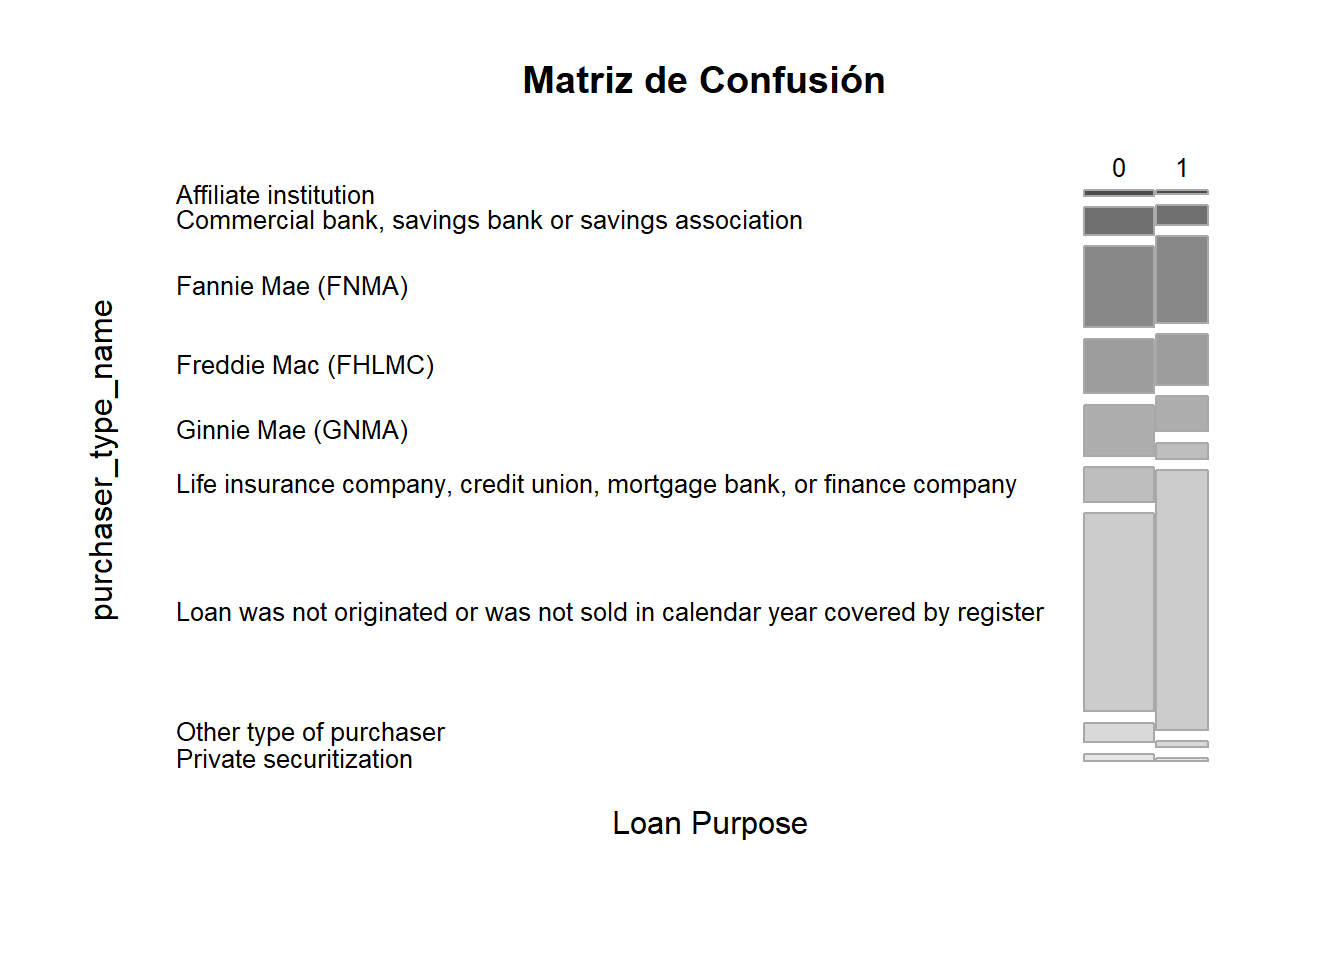 Matriz de Confusión
0 1
Affiliate institution
Commercial bank, savings bank or savings association
Fannie Mae (FNMA)
Freddie Mac (FHLMC)
Ginnie Mae (GNMA)
Life insurance company, credit union, mortgage bank, or finance company
Loan was not originated or was not sold in calendar year covered by register
Other type of purchaser
Private securitization
purchaser_type_name
Loan Purpose